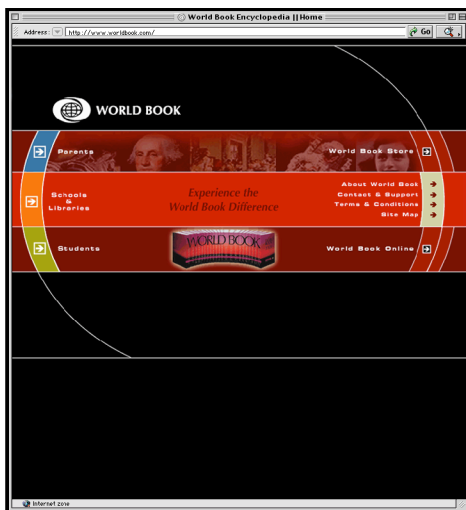 World Book Encyclopedia || Home
Address: http://www.worldbook.com/ Go
WORLD BOOK
Parents
World Book Store
Schools
&
Libraries
Experience the
World Book Difference
About World Book
Contact & Support
Terms & Conditions
Site Map
Students
WORLD BOOK
World Book Online
Internet zone